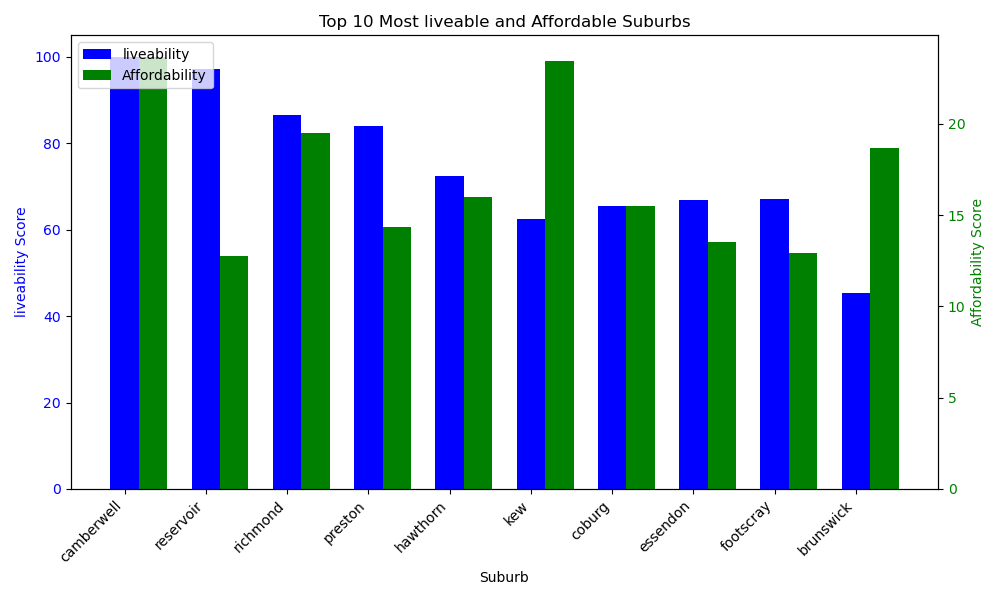 Top 10 Most liveable and Affordable Suburbs
liveability
Affordability
liveability Score
100
80
60
40
20
0
Affordability Score
20
15
10
5
0
camberwell
reservoir
richmond
preston
hawthorn
kew
coburg
essendon
footscray
brunswick
Suburb